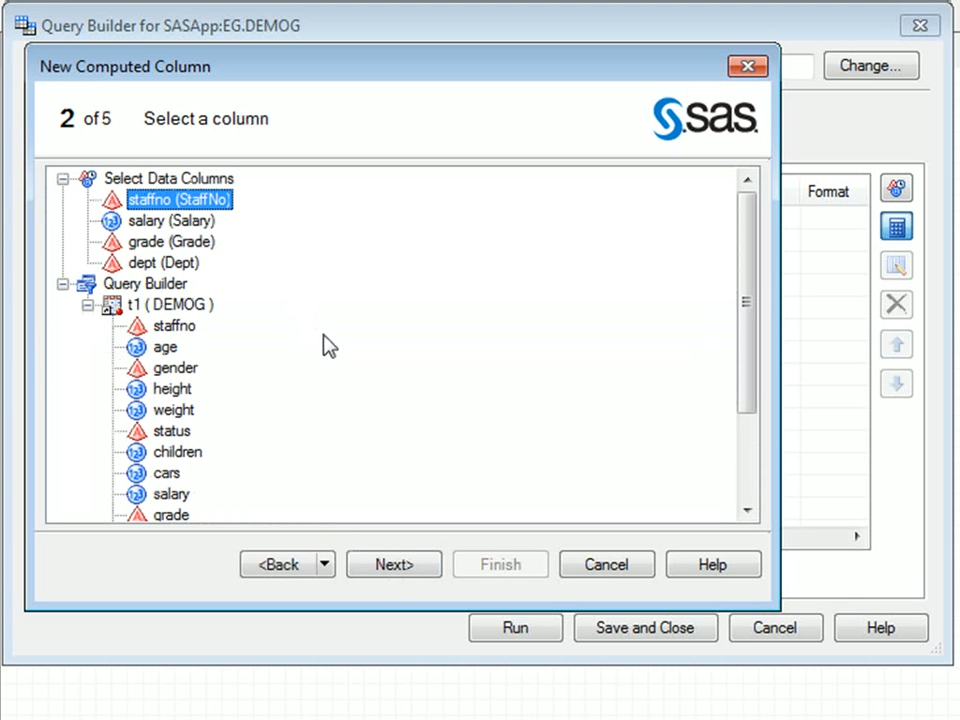 Query Builder for SASApp:EG.DEMOG
New Computed Column
Change...
2 of 5 Select a column
sas.
Select Data Columns
staffno (StaffNo)
salary (Salary)
grade (Grade)
dept (Dept)
Query Builder
t1 ( DEMOG )
staffno
age
gender
height
weight
status
children
cars
salary
grade
Format
<Back
Next>
Finish
Cancel
Help
Run
Save and Close
Cancel
Help